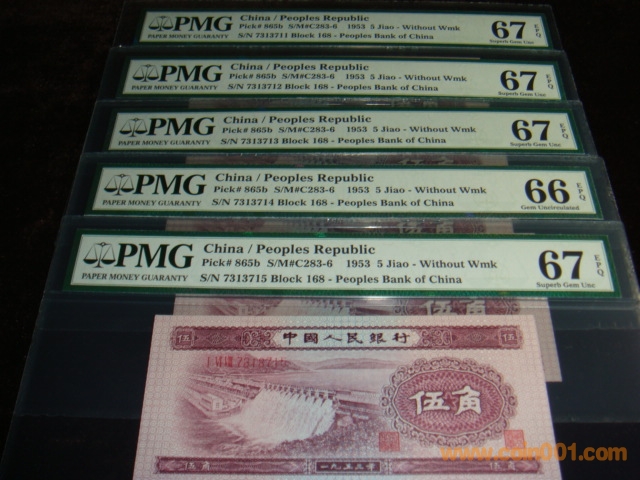 PMG
PAPER MONEY GUARANTY
China / Peoples Republic
Pick# 865b S/M#C283-6 1953 5 Jiao - Without Wmk
S/N 7313711 Block 168 - Peoples Bank of China
67 EPQ
Superb Gem Unc
PMG
PAPER MONEY GUARANTY
China / Peoples Republic
Pick# 865b S/M#C283-6 1953 5 Jiao - Without Wmk
S/N 7313712 Block 168 - Peoples Bank of China
67 EPQ
Superb Gem Unc
PMG
PAPER MONEY GUARANTY
China / Peoples Republic
Pick# 865b S/M#C283-6 1953 5 Jiao - Without Wmk
S/N 7313713 Block 168 - Peoples Bank of China
67 EPQ
Superb Gem Unc
PMG
PAPER MONEY GUARANTY
China / Peoples Republic
Pick# 865b S/M#C283-6 1953 5 Jiao - Without Wmk
S/N 7313714 Block 168 - Peoples Bank of China
66 EPQ
Gem Uncirculated
PMG
PAPER MONEY GUARANTY
China / Peoples Republic
Pick# 865b S/M#C283-6 1953 5 Jiao - Without Wmk
S/N 7313715 Block 168 - Peoples Bank of China
67 EPQ
Superb Gem Unc
伍 中國人民銀行 伍
伍角
伍角 一九五三年 伍角
www.coin001.com